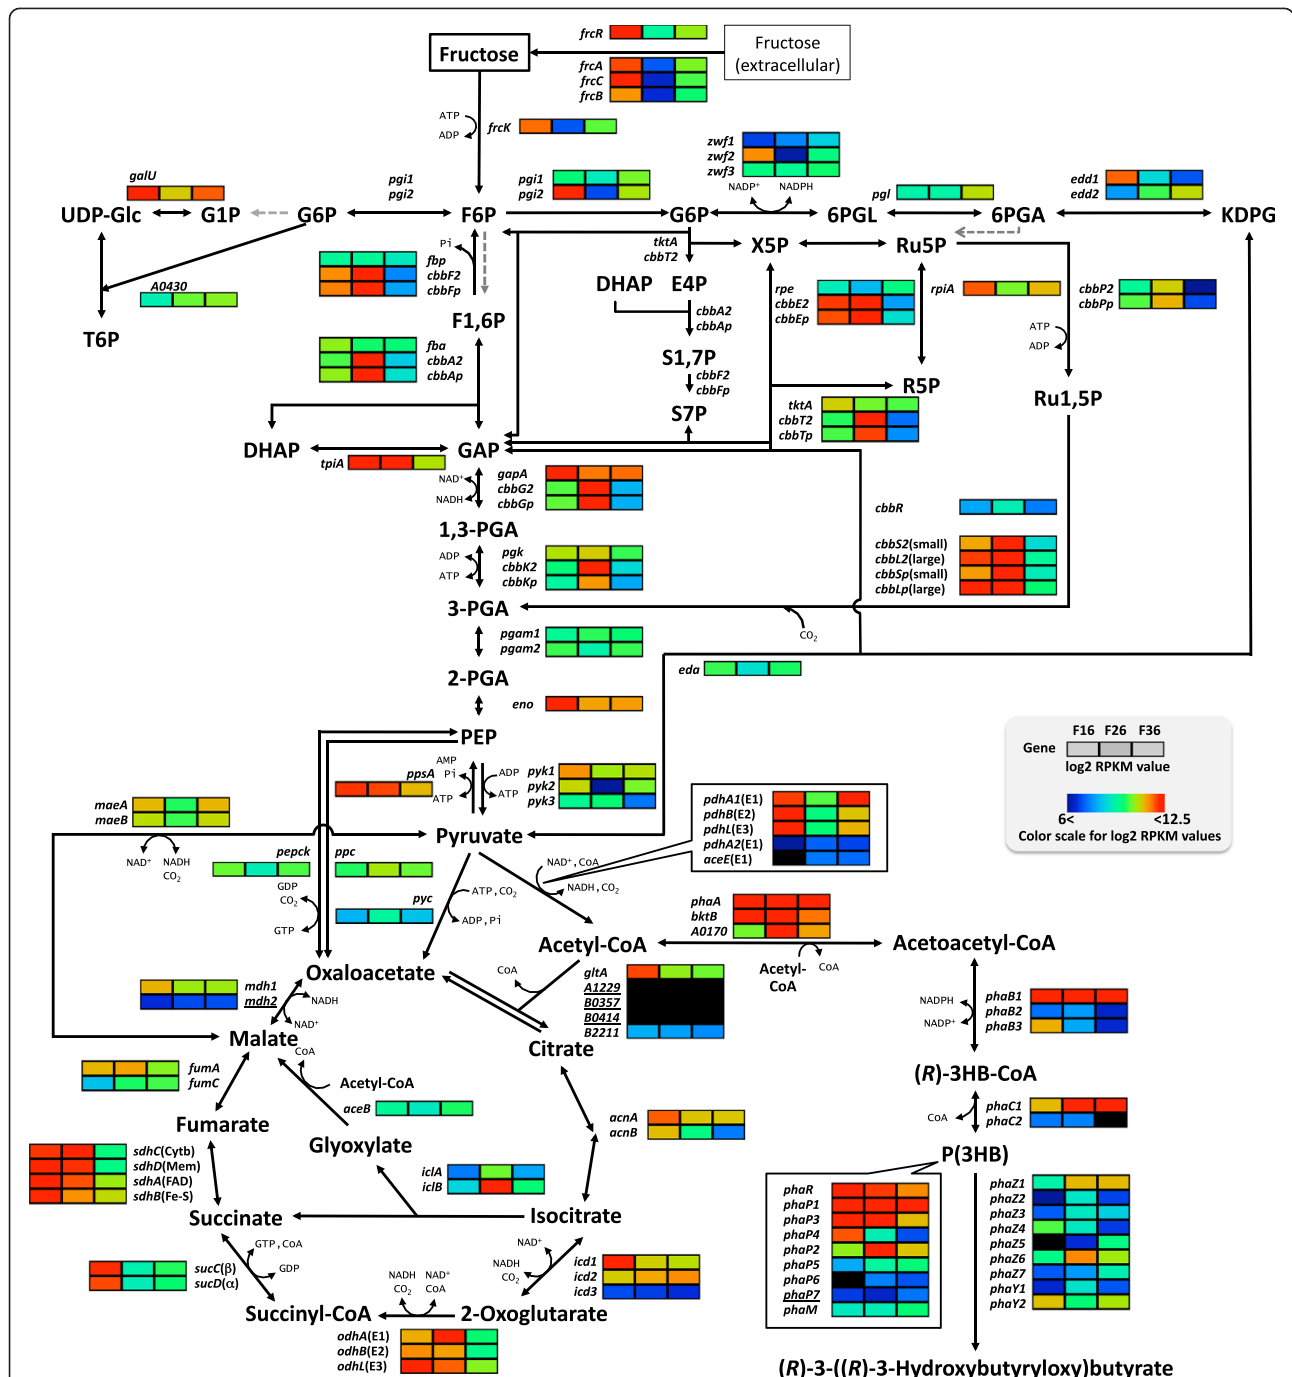 frcR
Fructose
Fructose
(extracellular)
frcA
frcC
frcB
ATP
ADP
frcK
zwf1
zwf2
zwf3
NADP⁺
NADPH
galU
pgi1
pgi2
pgi1
pgi2
pgl
edd1
edd2
UDP-Glc
G1P
G6P
F6P
G6P
6PGL
6PGA
KDPG
Pi
fbp
cbbF2
cbbFp
tktA
cbbT2
X5P
Ru5P
A0430
DHAP
E4P
rpe
cbbE2
cbbEp
rpiA
cbbP2
cbbPp
T6P
F1,6P
cbbA2
cbbAp
ATP
ADP
fba
cbbA2
cbbAp
S1,7P
cbbF2
cbbFp
R5P
Ru1,5P
S7P
tktA
cbbT2
cbbTp
DHAP
GAP
tpiA
NAD⁺
NADH
gapA
cbbG2
cbbGp
cbbR
1,3-PGA
ADP
ATP
pgk
cbbK2
cbbKp
cbbS2(small)
cbbL2(large)
cbbSp(small)
cbbLp(large)
3-PGA
CO₂
pgam1
pgam2
eda
2-PGA
eno
F16 F26 F36
Gene
log2 RPKM value
6<
<12.5
Color scale for log2 RPKM values
PEP
AMP
Pi
ATP
ppsA
ADP
ATP
pyk1
pyk2
pyk3
pdhA1(E1)
pdhB(E2)
pdhL(E3)
pdhA2(E1)
aceE(E1)
maeA
maeB
Pyruvate
NAD⁺
NADH
CO₂
pepck
ppc
NAD⁺, CoA
NADH, CO₂
GDP
CO₂
GTP
pyc
ATP, CO₂
ADP, Pi
phaA
bktB
A0170
Acetyl-CoA
Acetoacetyl-CoA
Acetyl-
CoA
CoA
Oxaloacetate
CoA
gltA
A1229
B0357
B0414
B2211
mdh1
mdh2
NADH
NAD⁺
NADPH
NADP⁺
phaB1
phaB2
phaB3
Malate
Citrate
CoA
Acetyl-CoA
fumA
fumC
(R)-3HB-CoA
aceB
CoA
phaC1
phaC2
Fumarate
Glyoxylate
acnA
acnB
P(3HB)
sdhC(Cytb)
sdhD(Mem)
sdhA(FAD)
sdhB(Fe-S)
iclA
iclB
phaR
phaP1
phaP3
phaP4
phaP2
phaP5
phaP6
phaP7
phaM
phaZ1
phaZ2
phaZ3
phaZ4
phaZ5
phaZ6
phaZ7
phaY1
phaY2
Succinate
Isocitrate
GTP, CoA
GDP
sucC(β)
sucD(α)
NAD⁺
NADH
CO₂
icd1
icd2
icd3
NADH
CO₂
NAD⁺
CoA
Succinyl-CoA
2-Oxoglutarate
odhA(E1)
odhB(E2)
odhL(E3)
(R)-3-((R)-3-Hydroxybutyryloxy)butyrate